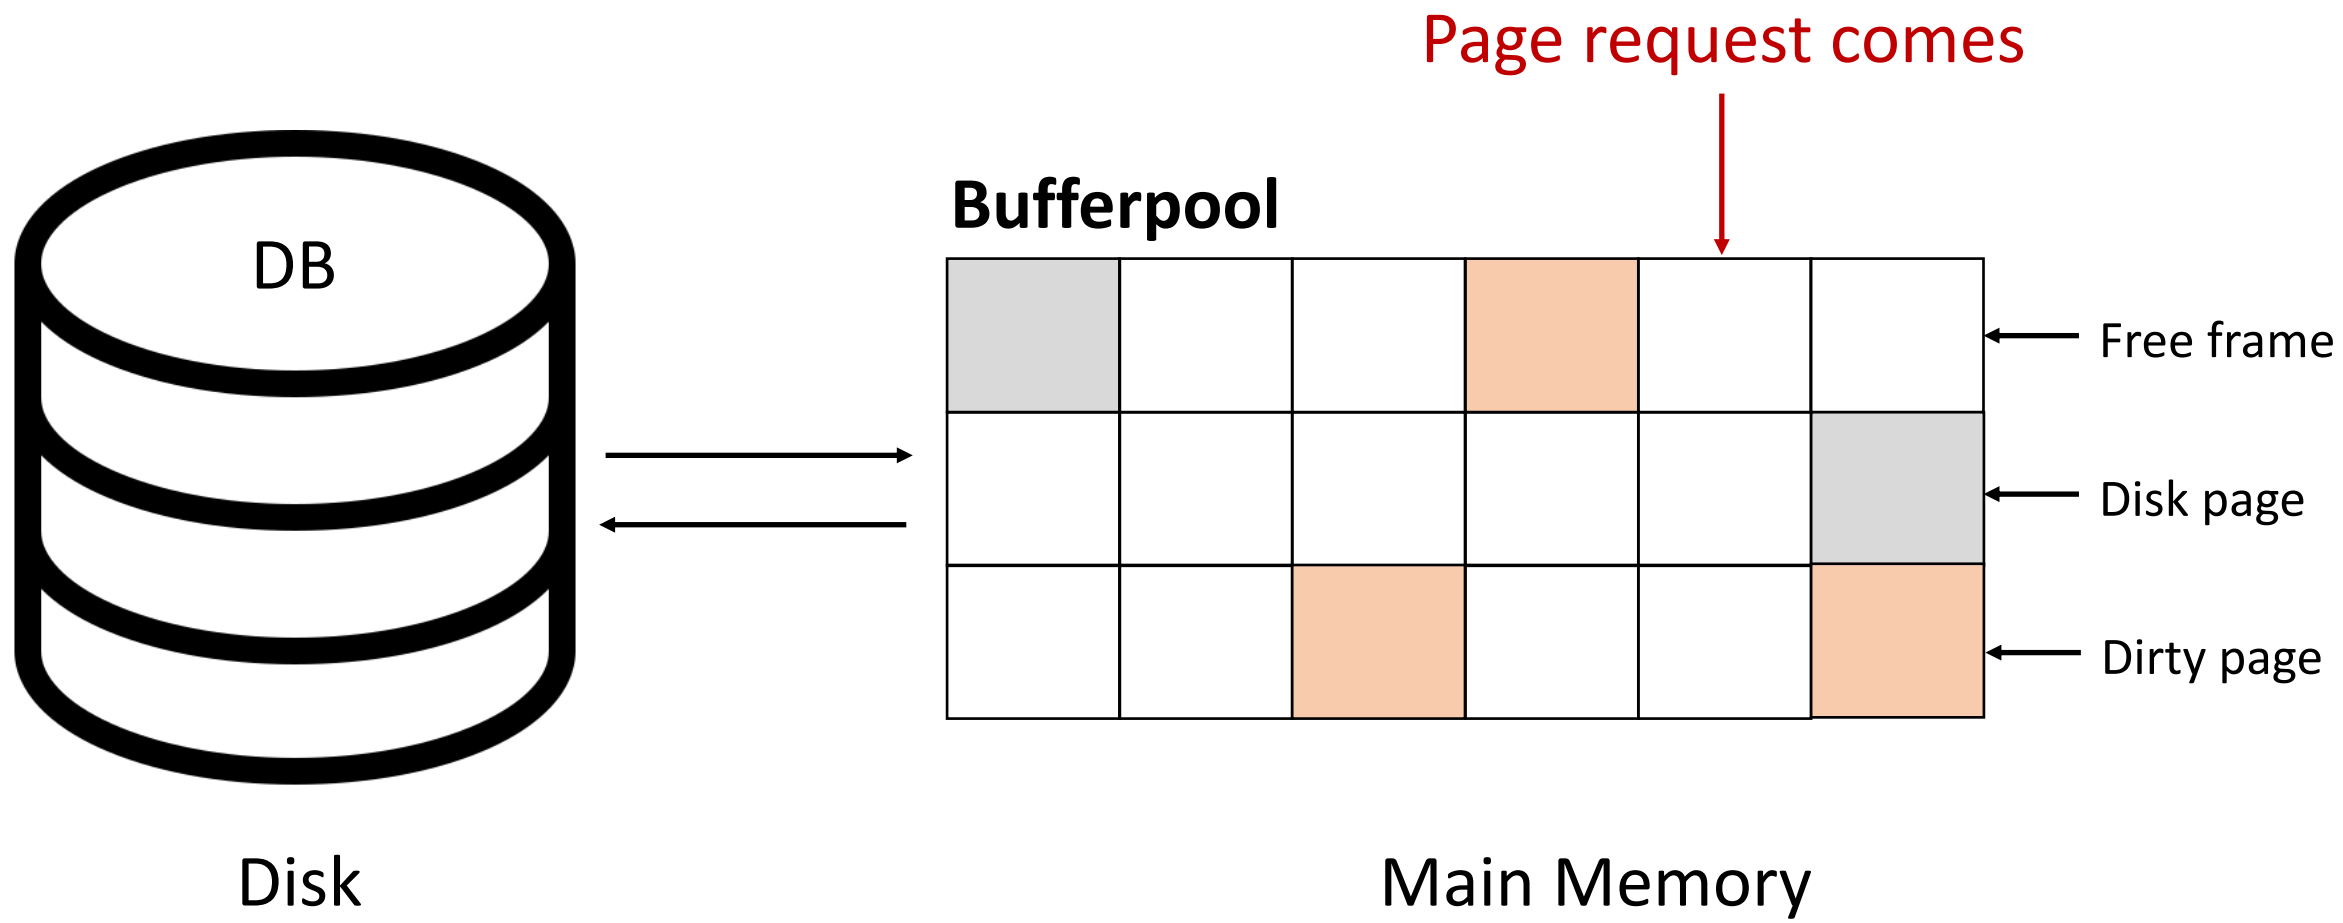 Page request comes
Bufferpool
DB
Free frame
Disk page
Dirty page
Disk
Main Memory